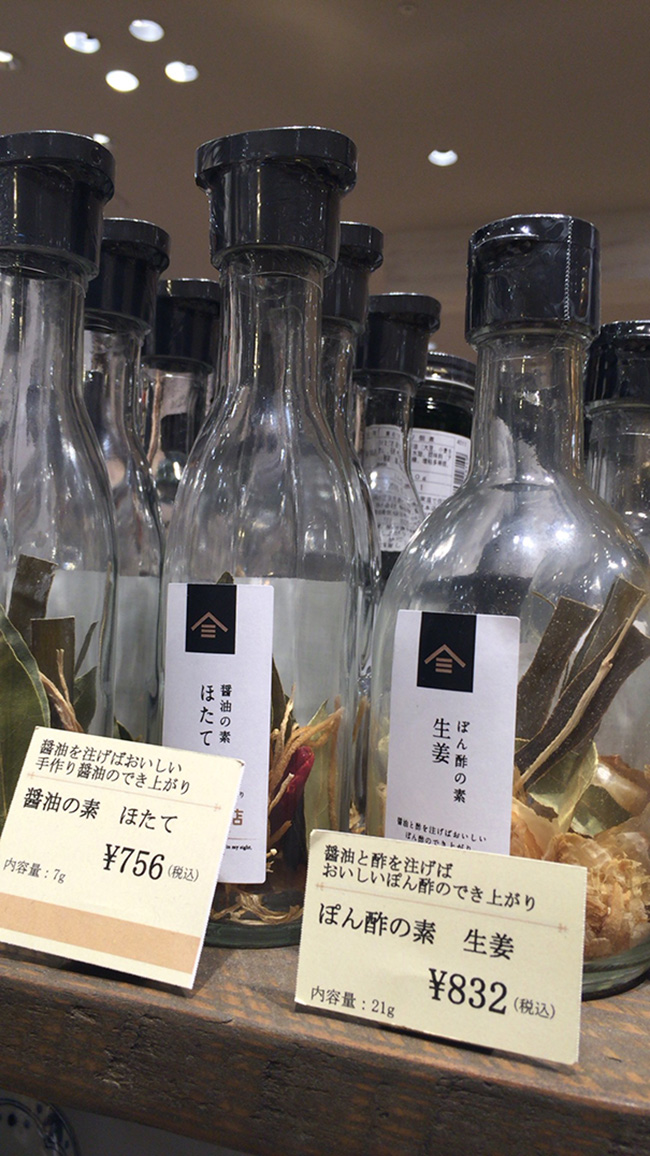 醤油の素
ほたて
店
in my night.
ぽん酢の素
生姜
醤油と酢を注げばおいしい
ぽん酢のでき上がり
醤油を注げばおいしい
手作り醤油のでき上がり
醤油の素 ほたて
¥756(税込)
内容量:7g
醤油と酢を注げば
おいしいぽん酢のでき上がり
ぽん酢の素 生姜
¥832(税込)
内容量:21g